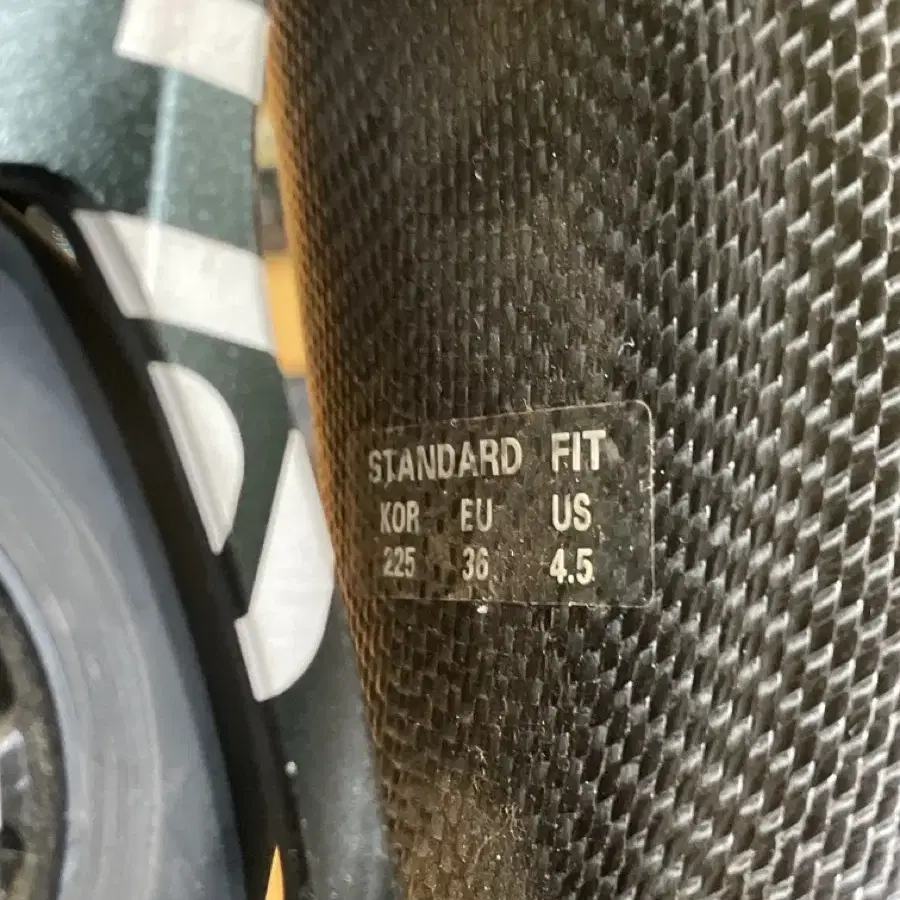 STANDARD FIT
KOR EU US
225 36 4.5